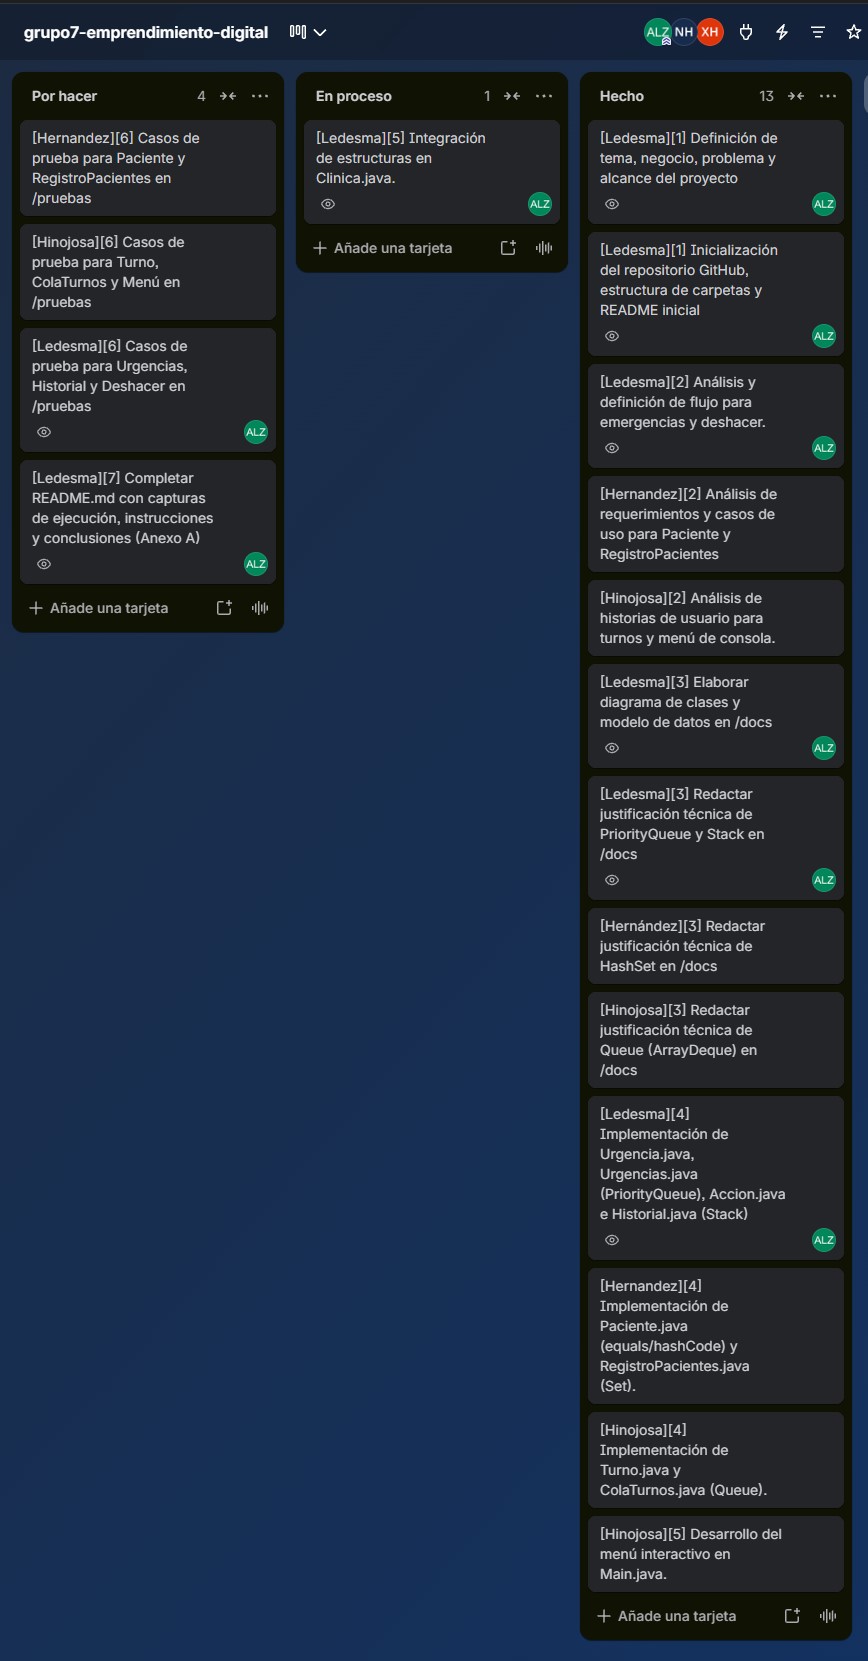 grupo7-emprendimiento-digital
ALZ NH XH
Por hacer 4
[Hernandez][6] Casos de
prueba para Paciente y
RegistroPacientes en
/pruebas
[Hinojosa][6] Casos de
prueba para Turno,
ColaTurnos y Menú en
/pruebas
[Ledesma][6] Casos de
prueba para Urgencias,
Historial y Deshacer en
/pruebas
ALZ
[Ledesma][7] Completar
README.md con capturas
de ejecución, instrucciones
y conclusiones (Anexo A)
ALZ
Añade una tarjeta
En proceso 1
[Ledesma][5] Integración
de estructuras en
Clinica.java.
ALZ
Añade una tarjeta
Hecho 13
[Ledesma][1] Definición de
tema, negocio, problema y
alcance del proyecto
ALZ
[Ledesma][1] Inicialización
del repositorio GitHub,
estructura de carpetas y
README inicial
ALZ
[Ledesma][2] Análisis y
definición de flujo para
emergencias y deshacer.
ALZ
[Hernandez][2] Análisis de
requerimientos y casos de
uso para Paciente y
RegistroPacientes
[Hinojosa][2] Análisis de
historias de usuario para
turnos y menú de consola.
[Ledesma][3] Elaborar
diagrama de clases y
modelo de datos en /docs
ALZ
[Ledesma][3] Redactar
justificación técnica de
PriorityQueue y Stack en
/docs
ALZ
[Hernández][3] Redactar
justificación técnica de
HashSet en /docs
[Hinojosa][3] Redactar
justificación técnica de
Queue (ArrayDeque) en
/docs
[Ledesma][4]
Implementación de
Urgencia.java,
Urgencias.java
(PriorityQueue), Accion.java
e Historial.java (Stack)
ALZ
[Hernandez][4]
Implementación de
Paciente.java
(equals/hashCode) y
RegistroPacientes.java
(Set).
[Hinojosa][4]
Implementación de
Turno.java y
ColaTurnos.java (Queue).
[Hinojosa][5] Desarrollo del
menú interactivo en
Main.java.
Añade una tarjeta